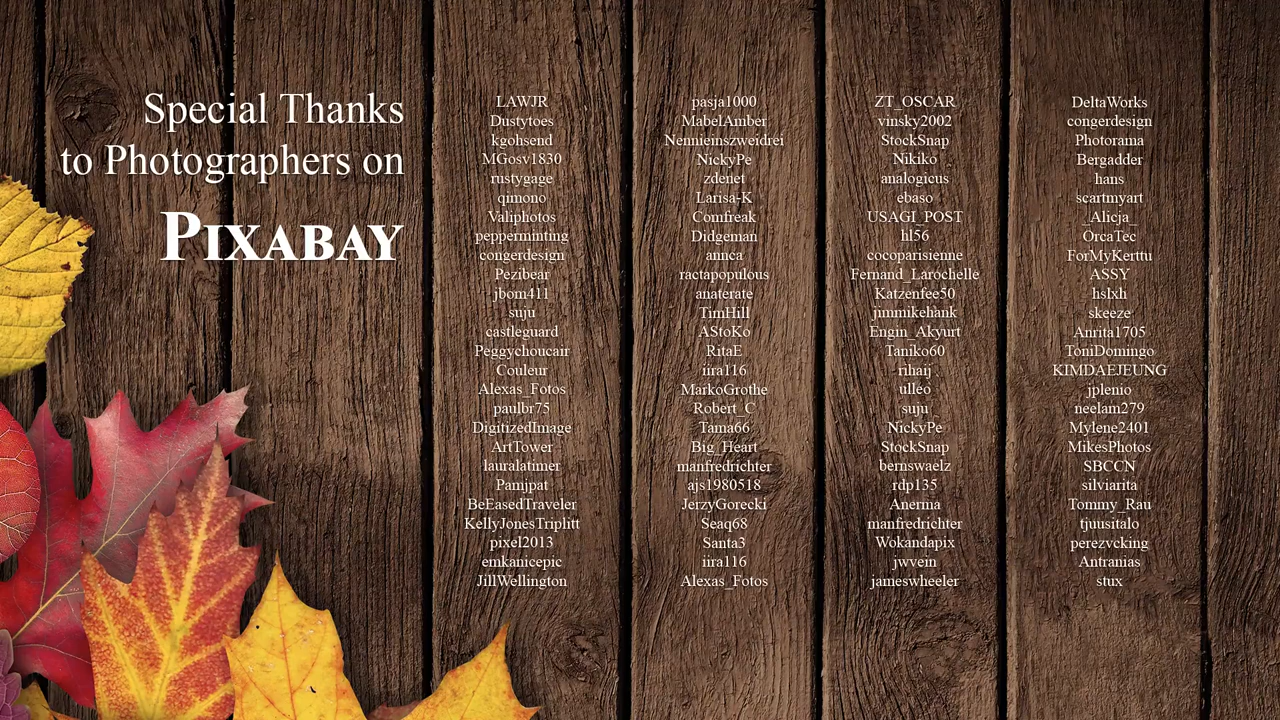 Special Thanks
to Photographers on
PIXABAY
LAWJR
Dustytoes
kgohsend
MGosv1830
rustygage
qimono
Valiphotos
pepperminting
congerdesign
Pezibear
jbom411
suju
castleguard
Peggychoucair
Couleur
Alexas_Fotos
paulbr75
DigitizedImage
ArtTower
lauralatimer
Pamjpat
BeEasedTraveler
KellyJonesTriplitt
pixel2013
emkanicepic
JillWellington
pasja1000
MabelAmber
Nennieinszweidrei
NickyPe
zdenet
Larisa-K
Comfreak
Didgeman
annca
ractapopulous
anaterate
TimHill
AStoKo
RitaE
iira116
MarkoGrothe
Robert_C
Tama66
Big_Heart
manfredrichter
ajs1980518
JerzyGorecki
Seaq68
Santa3
iira116
Alexas_Fotos
ZT_OSCAR
vinsky2002
StockSnap
Nikiko
analogicus
ebaso
USAGI_POST
hl56
cocoparisienne
Fernand_Larochelle
Katzenfee50
jimmikehank
Engin_Akyurt
Taniko60
rihaij
ulleo
suju
NickyPe
StockSnap
bernswaelz
rdp135
Anerma
manfredrichter
Wokandapix
jwvein
jameswheeler
DeltaWorks
congerdesign
Photorama
Bergadder
hans
scartmyart
_Alicja_
OrcaTec
ForMyKerttu
ASSY
hslxh
skeeze
Anrita1705
ToniDomingo
KIMDAEJEUNG
jplenio
neelam279
Mylene2401
MikesPhotos
SBCCN
silviarita
Tommy_Rau
tjuusitalo
perezvcking
Antranias
stux